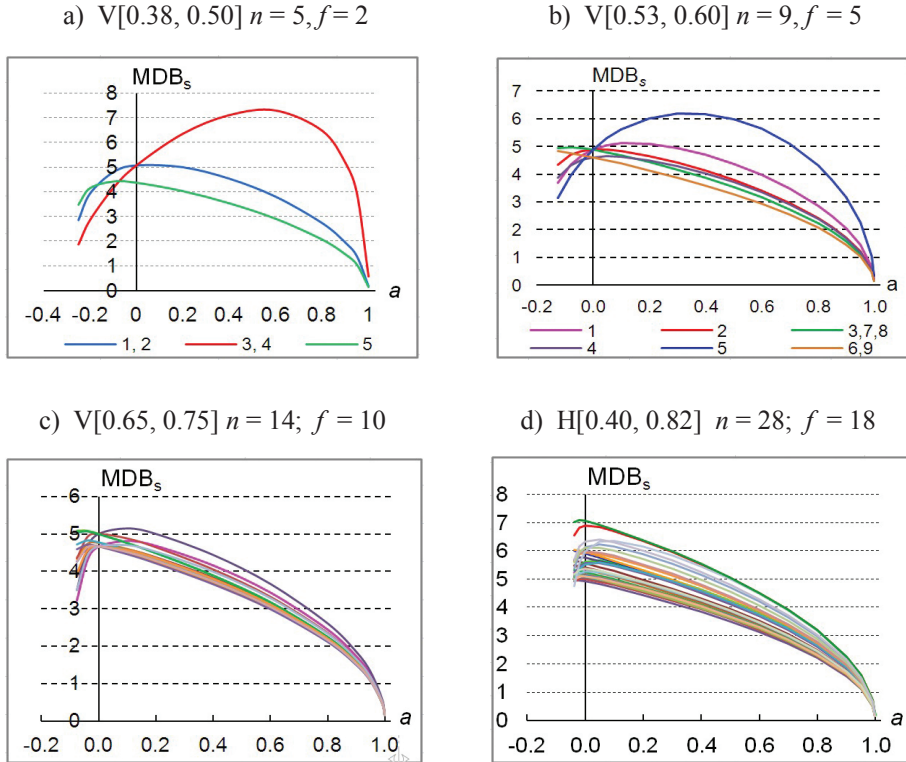 a) V[0.38, 0.50] n = 5, f = 2
MDBs
8
7
6
5
4
3
2
1
0
-0.4 -0.2 0 0.2 0.4 0.6 0.8 1
a
1, 2 3, 4 5
b) V[0.53, 0.60] n = 9, f = 5
MDBs
7
6
5
4
3
2
1
0
a
-0.2 0.0 0.2 0.4 0.6 0.8 1.0
1 2 3,7,8
4 5 6,9
c) V[0.65, 0.75] n = 14; f = 10
MDBs
6
5
4
3
2
1
0
a
-0.2 0.0 0.2 0.4 0.6 0.8 1.0
d) H[0.40, 0.82] n = 28; f = 18
MDBs
8
7
6
5
4
3
2
1
0
a
-0.2 0.0 0.2 0.4 0.6 0.8 1.0